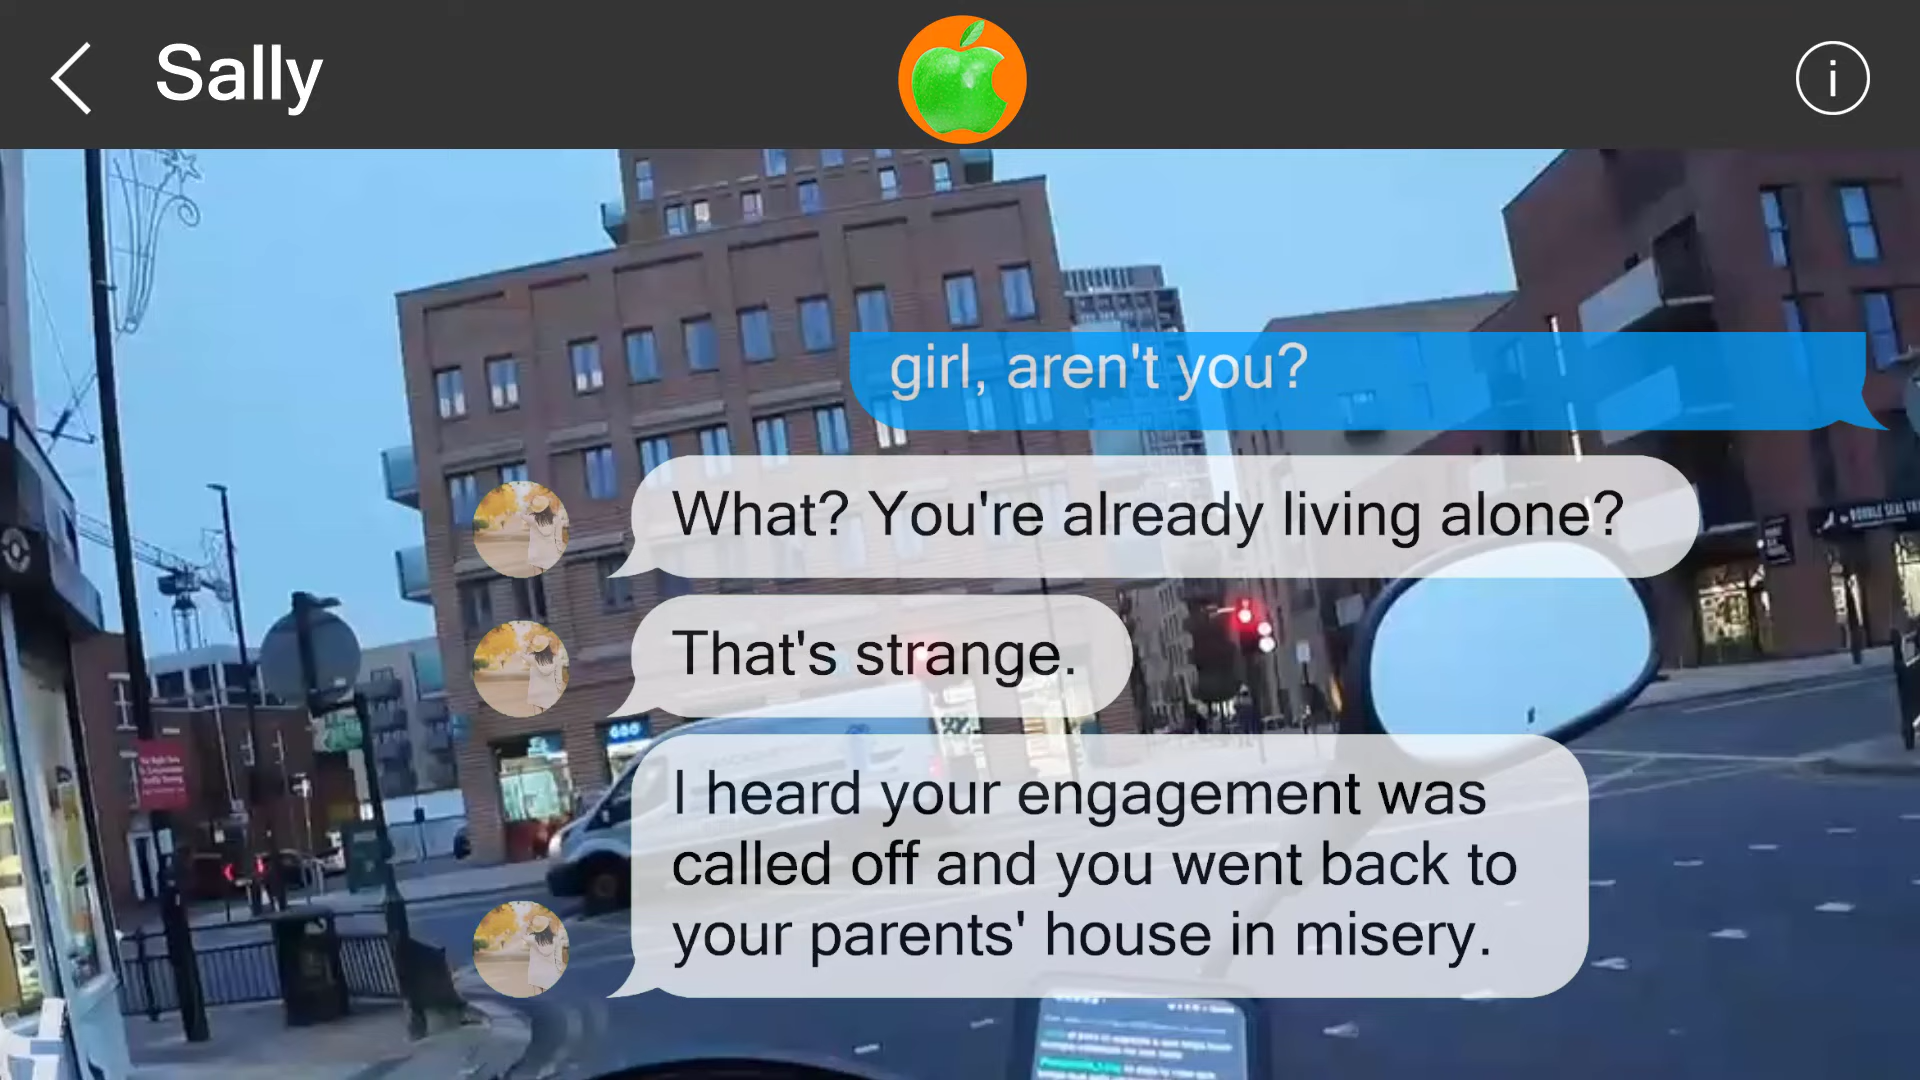 Sally
girl, aren't you?
What? You're already living alone?
That's strange.
I heard your engagement was
called off and you went back to
your parents' house in misery.